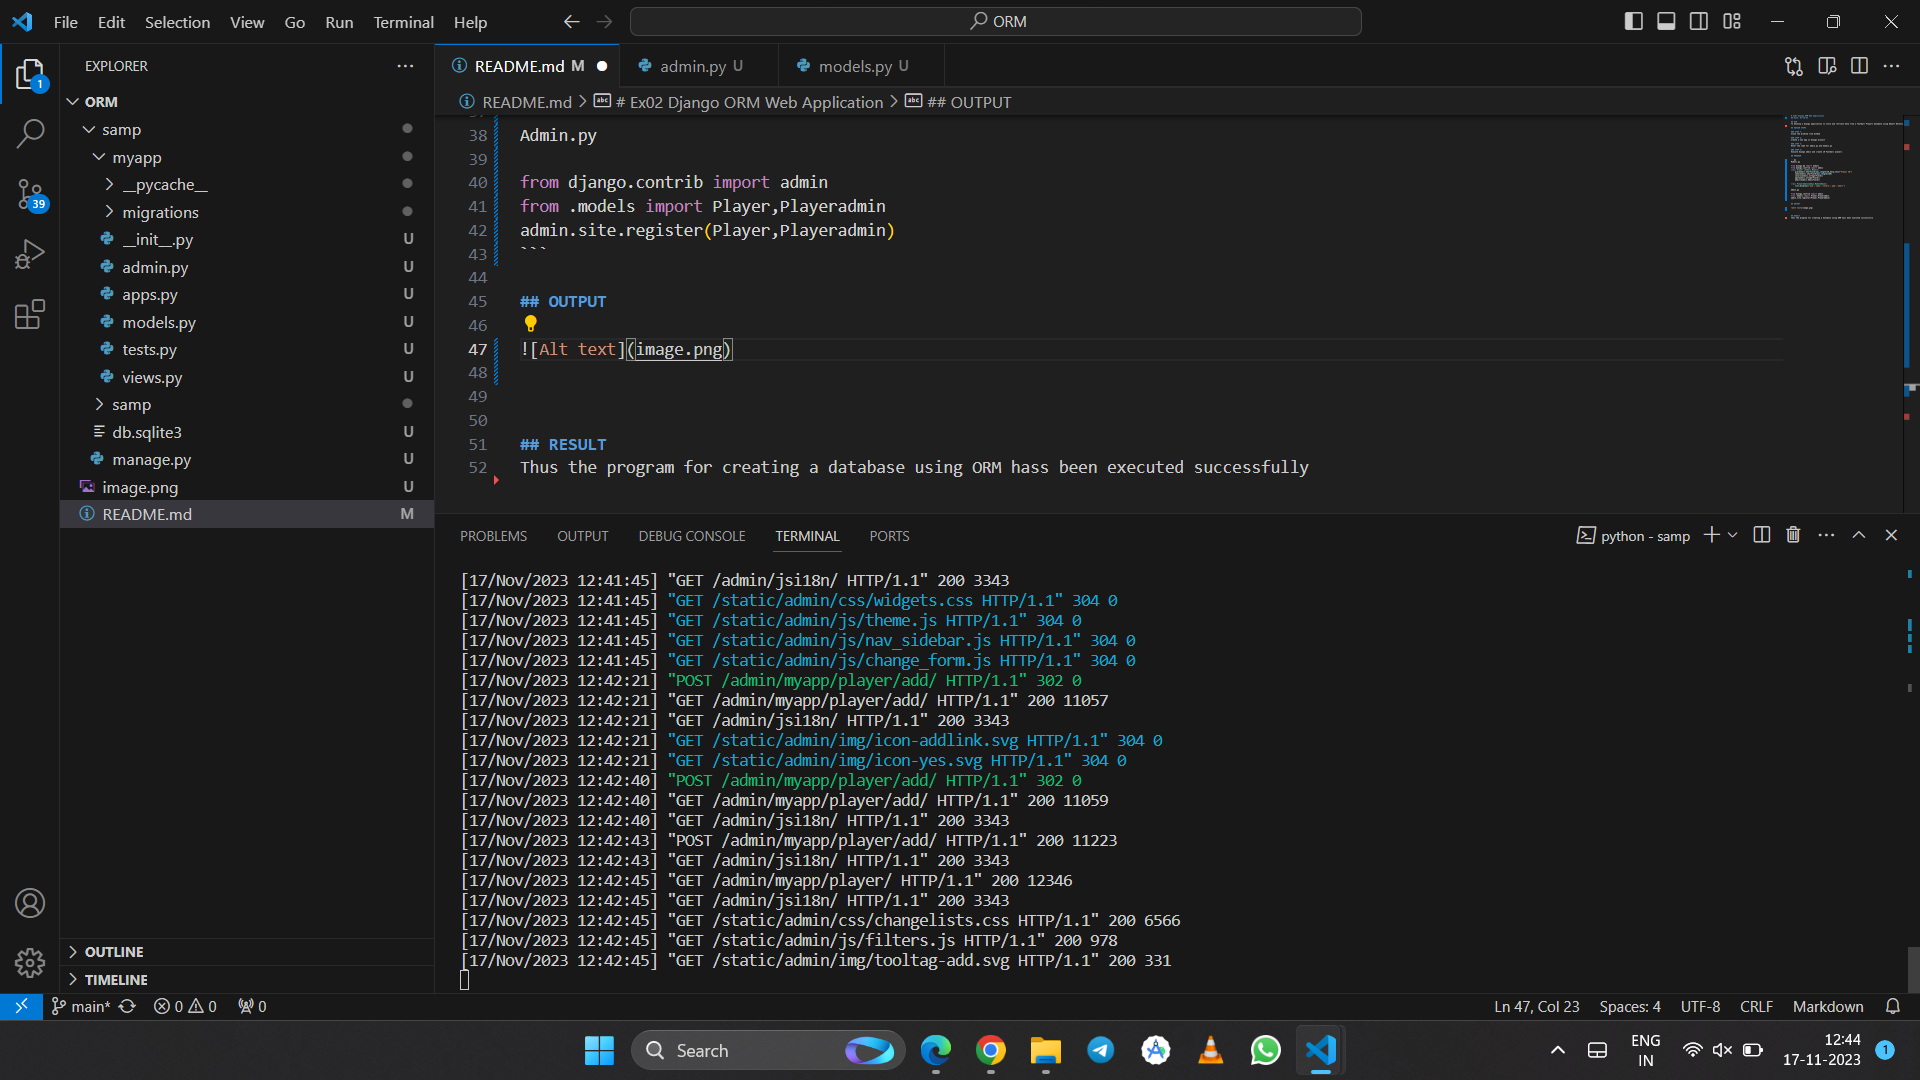 File Edit Selection View Go Run Terminal Help
ORM
EXPLORER
ORM
samp
myapp
__pycache__
migrations
__init__.py U
admin.py U
apps.py U
models.py U
tests.py U
views.py U
samp
db.sqlite3 U
manage.py U
image.png U
README.md M
OUTLINE
TIMELINE
1
39
README.md M
admin.py U
models.py U
README.md > # Ex02 Django ORM Web Application > ## OUTPUT
38 Admin.py
39
40 from django.contrib import admin
41 from .models import Player,Playeradmin
42 admin.site.register(Player,Playeradmin)
43 ```
44
45 ## OUTPUT
46
47 ![Alt text](image.png)
48
49
50
51 ## RESULT
52 Thus the program for creating a database using ORM hass been executed successfully
PROBLEMS OUTPUT DEBUG CONSOLE TERMINAL PORTS
python - samp
[17/Nov/2023 12:41:45] "GET /admin/jsi18n/ HTTP/1.1" 200 3343
[17/Nov/2023 12:41:45] "GET /static/admin/css/widgets.css HTTP/1.1" 304 0
[17/Nov/2023 12:41:45] "GET /static/admin/js/theme.js HTTP/1.1" 304 0
[17/Nov/2023 12:41:45] "GET /static/admin/js/nav_sidebar.js HTTP/1.1" 304 0
[17/Nov/2023 12:41:45] "GET /static/admin/js/change_form.js HTTP/1.1" 304 0
[17/Nov/2023 12:42:21] "POST /admin/myapp/player/add/ HTTP/1.1" 302 0
[17/Nov/2023 12:42:21] "GET /admin/myapp/player/add/ HTTP/1.1" 200 11057
[17/Nov/2023 12:42:21] "GET /admin/jsi18n/ HTTP/1.1" 200 3343
[17/Nov/2023 12:42:21] "GET /static/admin/img/icon-addlink.svg HTTP/1.1" 304 0
[17/Nov/2023 12:42:21] "GET /static/admin/img/icon-yes.svg HTTP/1.1" 304 0
[17/Nov/2023 12:42:40] "POST /admin/myapp/player/add/ HTTP/1.1" 302 0
[17/Nov/2023 12:42:40] "GET /admin/myapp/player/add/ HTTP/1.1" 200 11059
[17/Nov/2023 12:42:40] "GET /admin/jsi18n/ HTTP/1.1" 200 3343
[17/Nov/2023 12:42:43] "POST /admin/myapp/player/add/ HTTP/1.1" 200 11223
[17/Nov/2023 12:42:43] "GET /admin/jsi18n/ HTTP/1.1" 200 3343
[17/Nov/2023 12:42:45] "GET /admin/myapp/player/ HTTP/1.1" 200 12346
[17/Nov/2023 12:42:45] "GET /admin/jsi18n/ HTTP/1.1" 200 3343
[17/Nov/2023 12:42:45] "GET /static/admin/css/changelists.css HTTP/1.1" 200 6566
[17/Nov/2023 12:42:45] "GET /static/admin/js/filters.js HTTP/1.1" 200 978
[17/Nov/2023 12:42:45] "GET /static/admin/img/tooltag-add.svg HTTP/1.1" 200 331
main* 0 0 0
Ln 47, Col 23 Spaces: 4 UTF-8 CRLF Markdown
Search
ENG
IN
12:44
17-11-2023
1